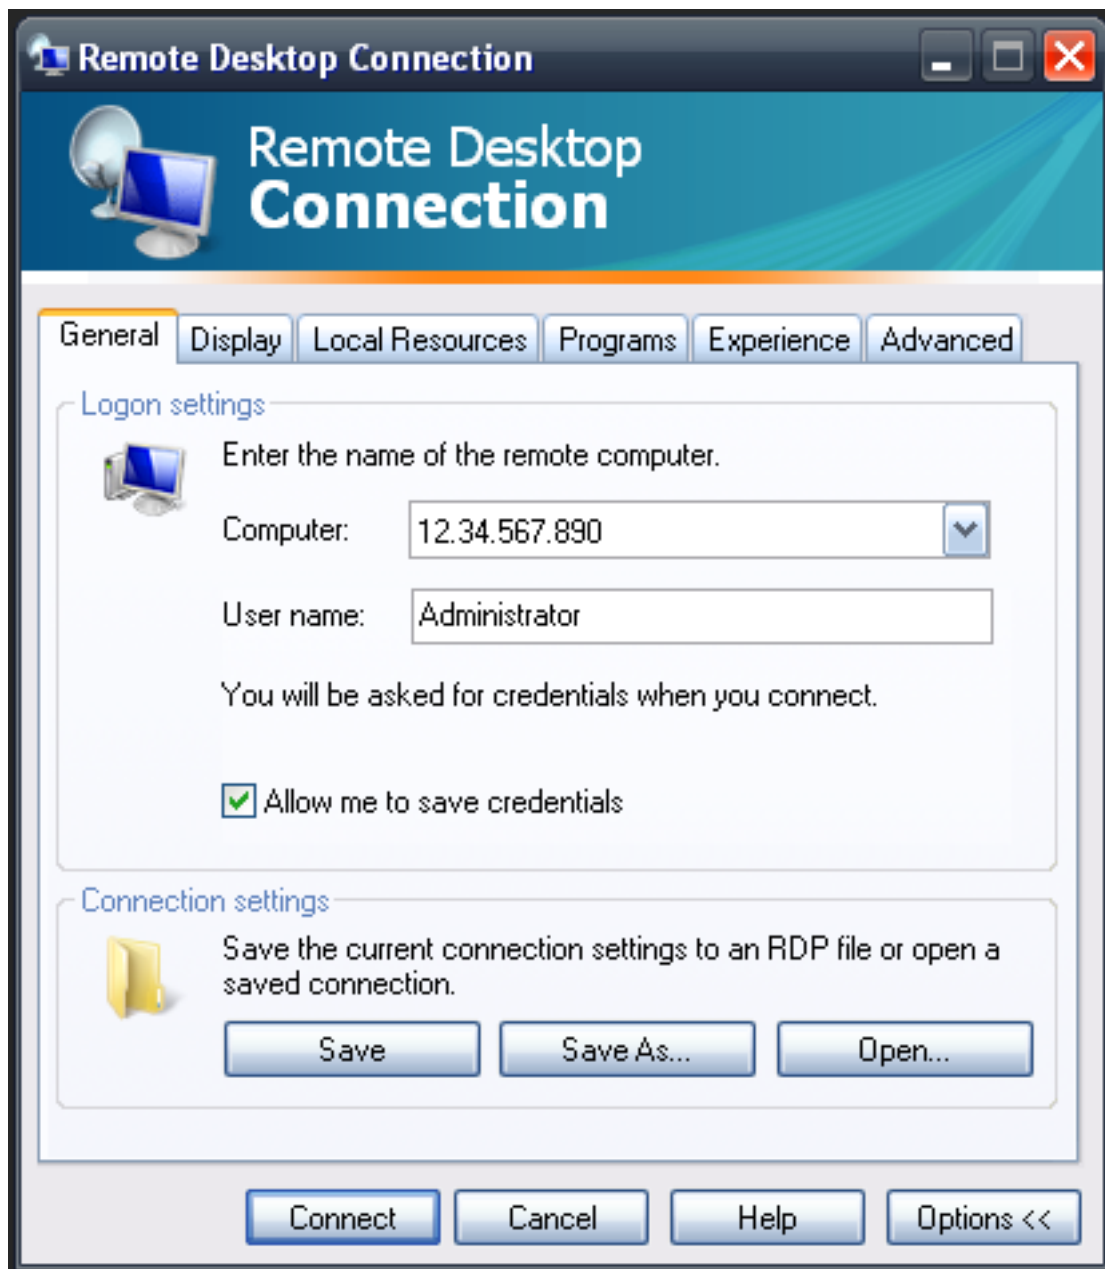 Remote Desktop Connection
Remote Desktop
Connection
General Display Local Resources Programs Experience Advanced
Logon settings
Enter the name of the remote computer.
Computer: 12.34.567.890
User name: Administrator
You will be asked for credentials when you connect.
Allow me to save credentials
Connection settings
Save the current connection settings to an RDP file or open a
saved connection.
Save Save As... Open...
Connect Cancel Help Options <<